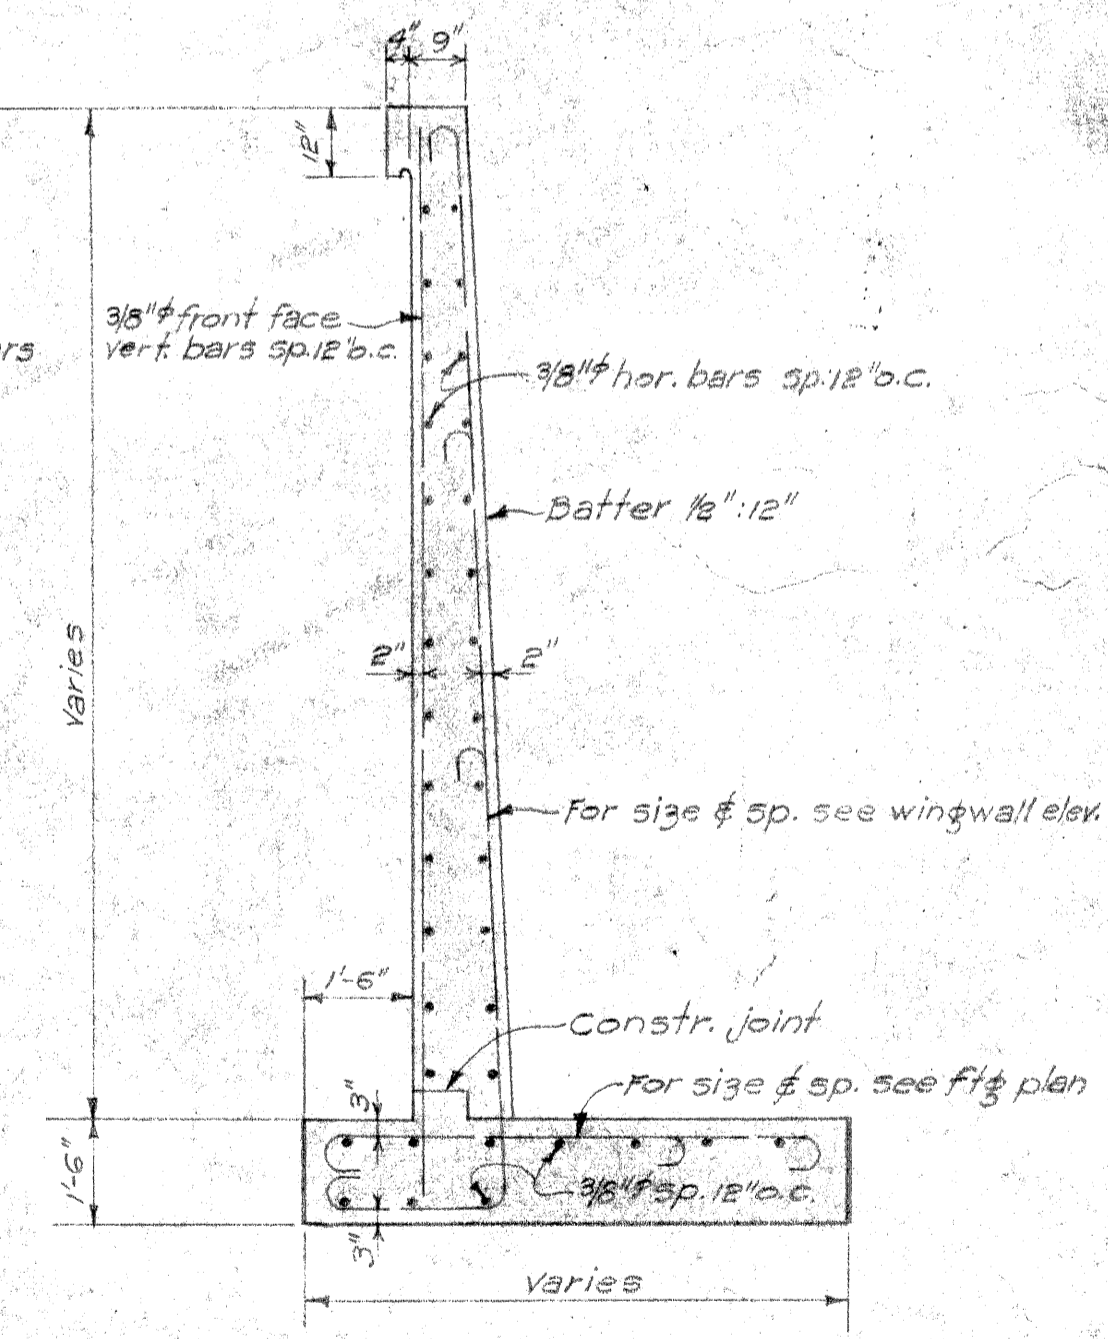 4" 9"
12"
3/8"ϕ front face
vert. bars sp. 12" o.c.
rs
3/8"ϕ hor. bars sp. 12" o.c.
Batter 1/2":12"
Varies
2" 2"
For size & sp. see wingwall elev.
1'-6"
Constr. joint
For size & sp. see ftg plan
3"
1'-6"
3/8"ϕ sp. 12" o.c.
3"
Varies